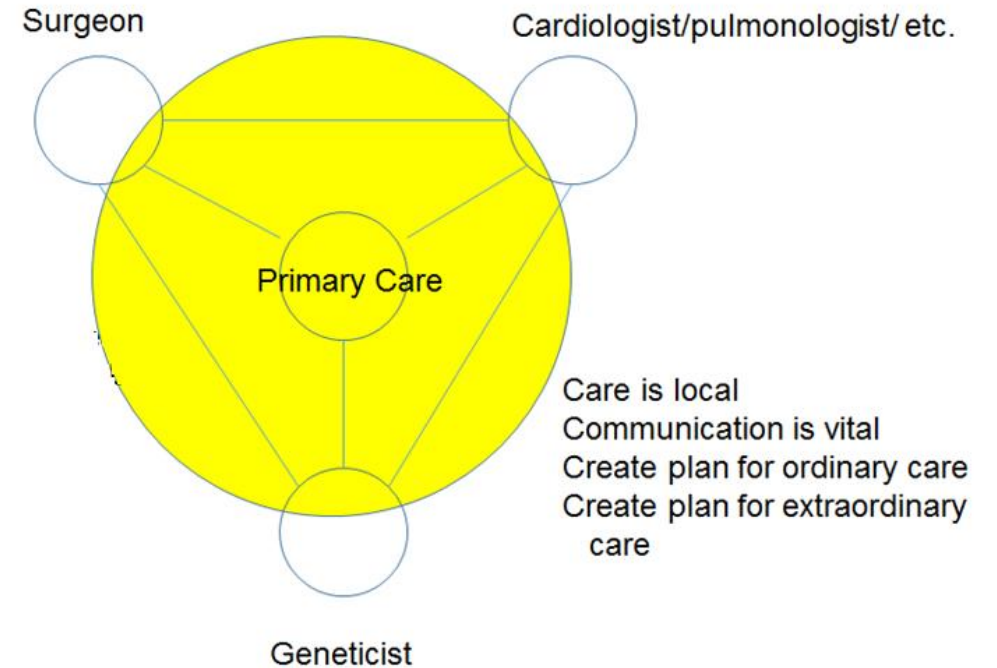 Surgeon
Cardiologist/pulmonologist/ etc.
Primary Care
Care is local
Communication is vital
Create plan for ordinary care
Create plan for extraordinary
care
Geneticist